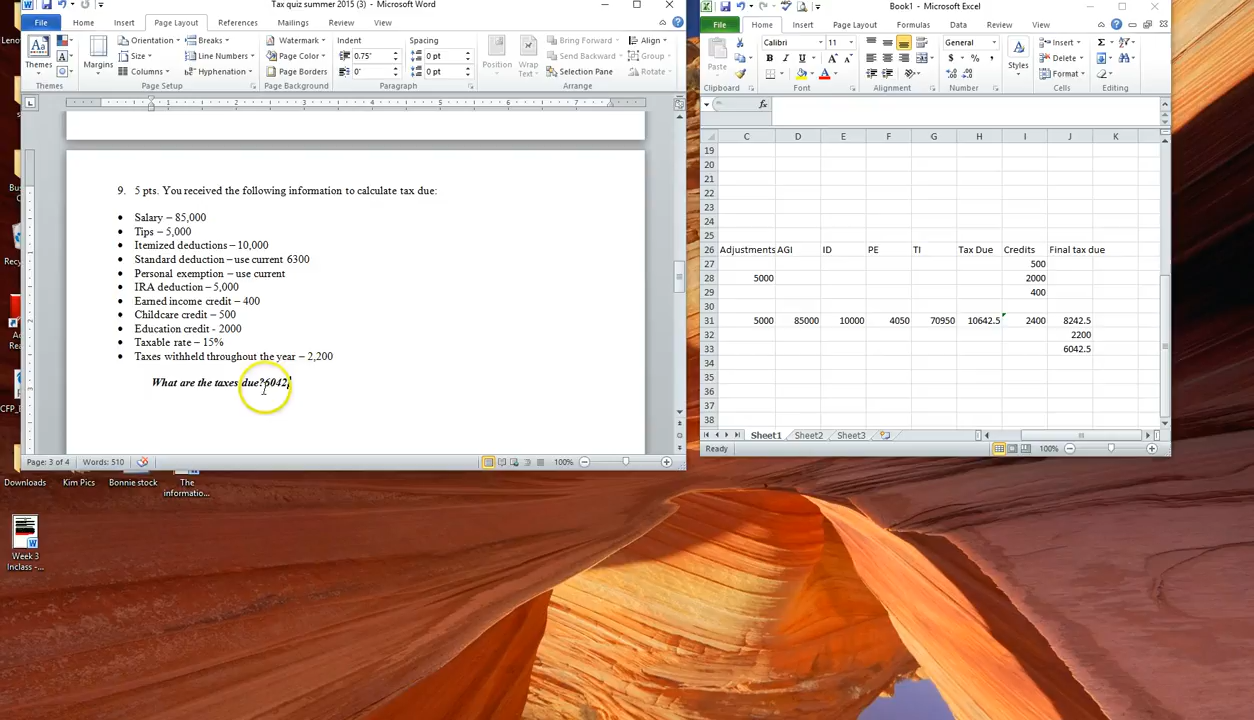 Tax quiz summer 2015 (3) - Microsoft Word
File Home Insert Page Layout References Mailings Review View
Themes
Themes
Margins
Orientation
Size
Columns
Breaks
Line Numbers
Hyphenation
Page Setup
Watermark
Page Color
Page Borders
Page Background
Indent
0.75"
0"
Spacing
0 pt
0 pt
Paragraph
Position
Wrap
Text
Bring Forward
Send Backward
Selection Pane
Align
Group
Rotate
Arrange
1 2 3 4 5
9. 5 pts. You received the following information to calculate tax due:
• Salary – 85,000
• Tips – 5,000
• Itemized deductions – 10,000
• Standard deduction – use current 6300
• Personal exemption – use current
• IRA deduction – 5,000
• Earned income credit – 400
• Childcare credit – 500
• Education credit - 2000
• Taxable rate – 15%
• Taxes withheld throughout the year – 2,200
What are the taxes due?6042
Page: 3 of 4 Words: 510 100%
Book1 - Microsoft Excel
File Home Insert Page Layout Formulas Data Review View
Paste
Clipboard
Calibri 11
B I U
Font
Alignment
General
$ % ,
Number
Styles
Insert
Delete
Format
Cells
Editing
fx
C D E F G H I J K
19
20
21
22
23
24
25
26 Adjustments AGI ID PE TI Tax Due Credits Final tax due
27 500
28 5000 2000
29 400
30
31 5000 85000 10000 4050 70950 10642.5 2400 8242.5
32 2200
33 6042.5
34
35
36
37
38
Sheet1 Sheet2 Sheet3
Ready 100%
Downloads
Kim Pics
Bonnie stock
The
informatio...
Week 3
Inclass -...